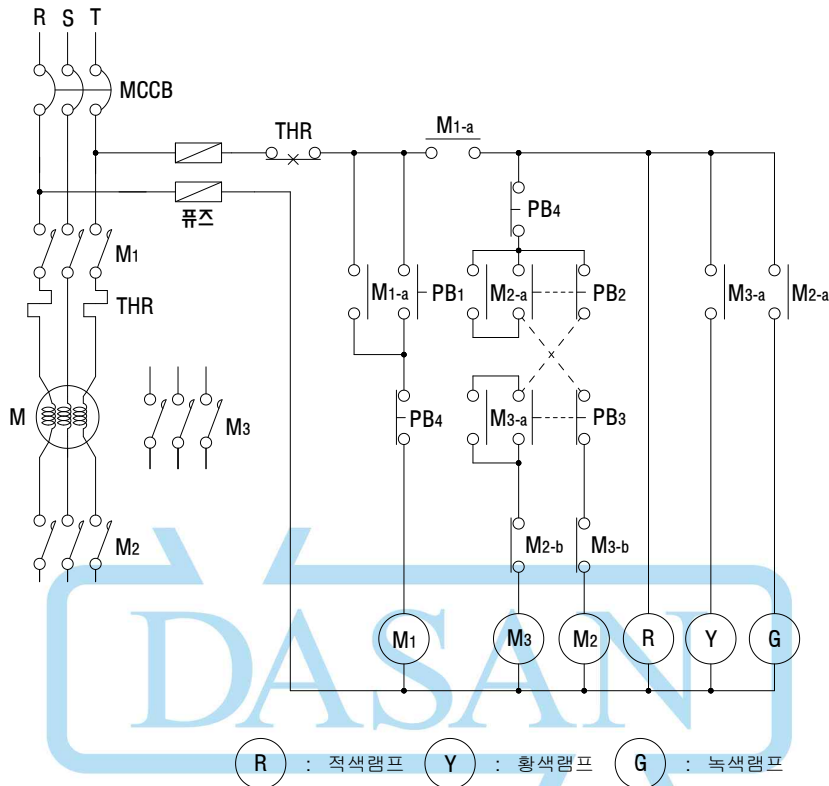 R S T
MCCB
THR
M1-a
퓨즈
PB4
M1
M1-a
PB1
M2-a
PB2
M3-a
M2-a
THR
M
M3
PB4
M3-a
PB3
M2
M2-b
M3-b
M1
M3
M2
R
Y
G
DASAN
R : 적색램프 Y : 황색램프 G : 녹색램프